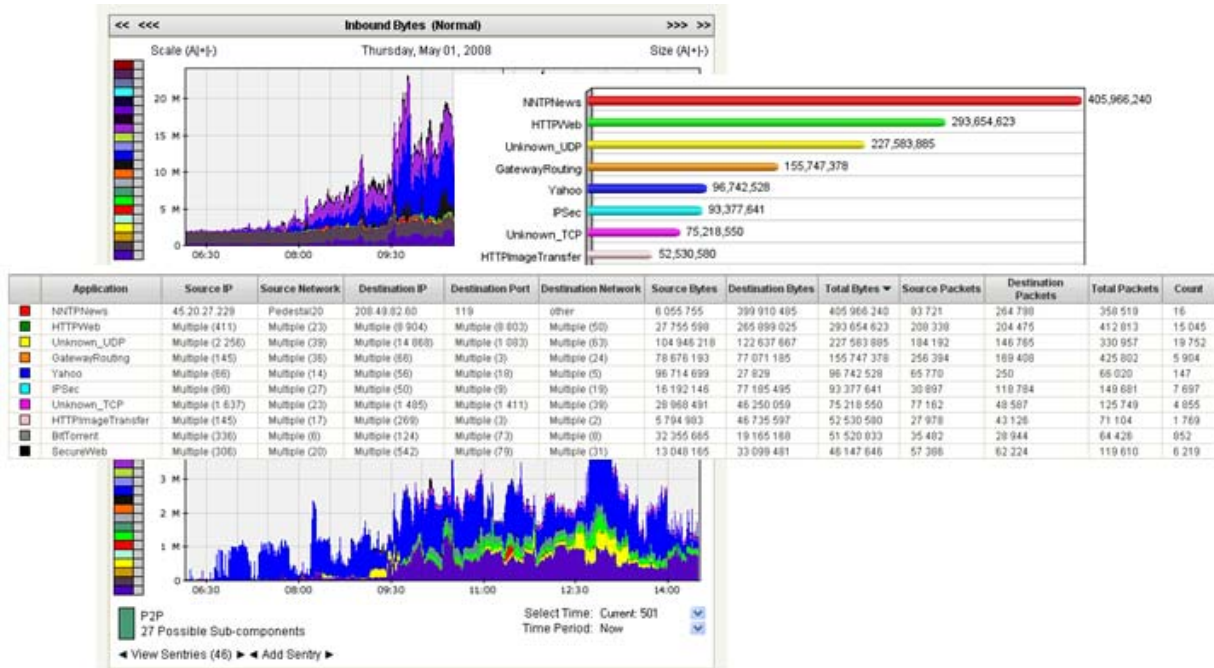 << <<< Inbound Bytes (Normal) >>> >>
Scale (A|+|-) Thursday, May 01, 2008 Size (A|+|-)
20 M
10 M
5 M
0
06:30 08:00 09:30
NNTPNews 405,966,240
HTTPWeb 293,654,623
Unknown_UDP 227,583,885
GatewayRouting 155,747,378
Yahoo 96,742,528
IPSec 93,377,641
Unknown_TCP 75,218,550
HTTPImageTransfer 52,530,580
Application Source IP Source Network Destination IP Destination Port Destination Network Source Bytes Destination Bytes Total Bytes Source Packets Destination Packets Total Packets Count
NNTPNews 45.20.27.229 Pedestal20 208.49.82.60 119 other 6 055 755 399 910 485 405 966 240 93 721 264 798 358 519 16
HTTPWeb Multiple (411) Multiple (23) Multiple (8 904) Multiple (8 803) Multiple (50) 27 755 598 265 899 025 293 654 623 208 338 204 475 412 813 15 045
Unknown_UDP Multiple (2 256) Multiple (39) Multiple (14 868) Multiple (1 083) Multiple (63) 104 946 218 122 637 667 227 583 885 184 192 146 765 330 957 19 752
GatewayRouting Multiple (145) Multiple (36) Multiple (66) Multiple (3) Multiple (24) 78 676 193 77 071 185 155 747 378 256 394 169 408 425 802 5 904
Yahoo Multiple (66) Multiple (14) Multiple (56) Multiple (18) Multiple (5) 96 714 699 27 829 96 742 528 65 770 250 66 020 147
IPSec Multiple (96) Multiple (27) Multiple (50) Multiple (9) Multiple (19) 16 192 146 77 185 495 93 377 641 30 897 118 784 149 681 7 697
Unknown_TCP Multiple (1 637) Multiple (23) Multiple (1 485) Multiple (1 411) Multiple (39) 28 968 491 46 250 059 75 218 550 77 162 48 587 125 749 4 855
HTTPImageTransfer Multiple (145) Multiple (17) Multiple (269) Multiple (3) Multiple (2) 5 794 983 46 735 597 52 530 580 27 978 43 126 71 104 1 769
BitTorrent Multiple (336) Multiple (6) Multiple (124) Multiple (73) Multiple (8) 32 355 665 19 165 168 51 520 833 35 482 28 944 64 426 852
SecureWeb Multiple (306) Multiple (20) Multiple (542) Multiple (79) Multiple (31) 13 048 165 33 099 481 46 147 646 57 386 62 224 119 610 6 219
3 M
2 M
1 M
0
06:30 08:00 09:30 11:00 12:30 14:00
P2P
27 Possible Sub-components
Select Time: Current: 501
Time Period: Now
View Sentries (46) Add Sentry